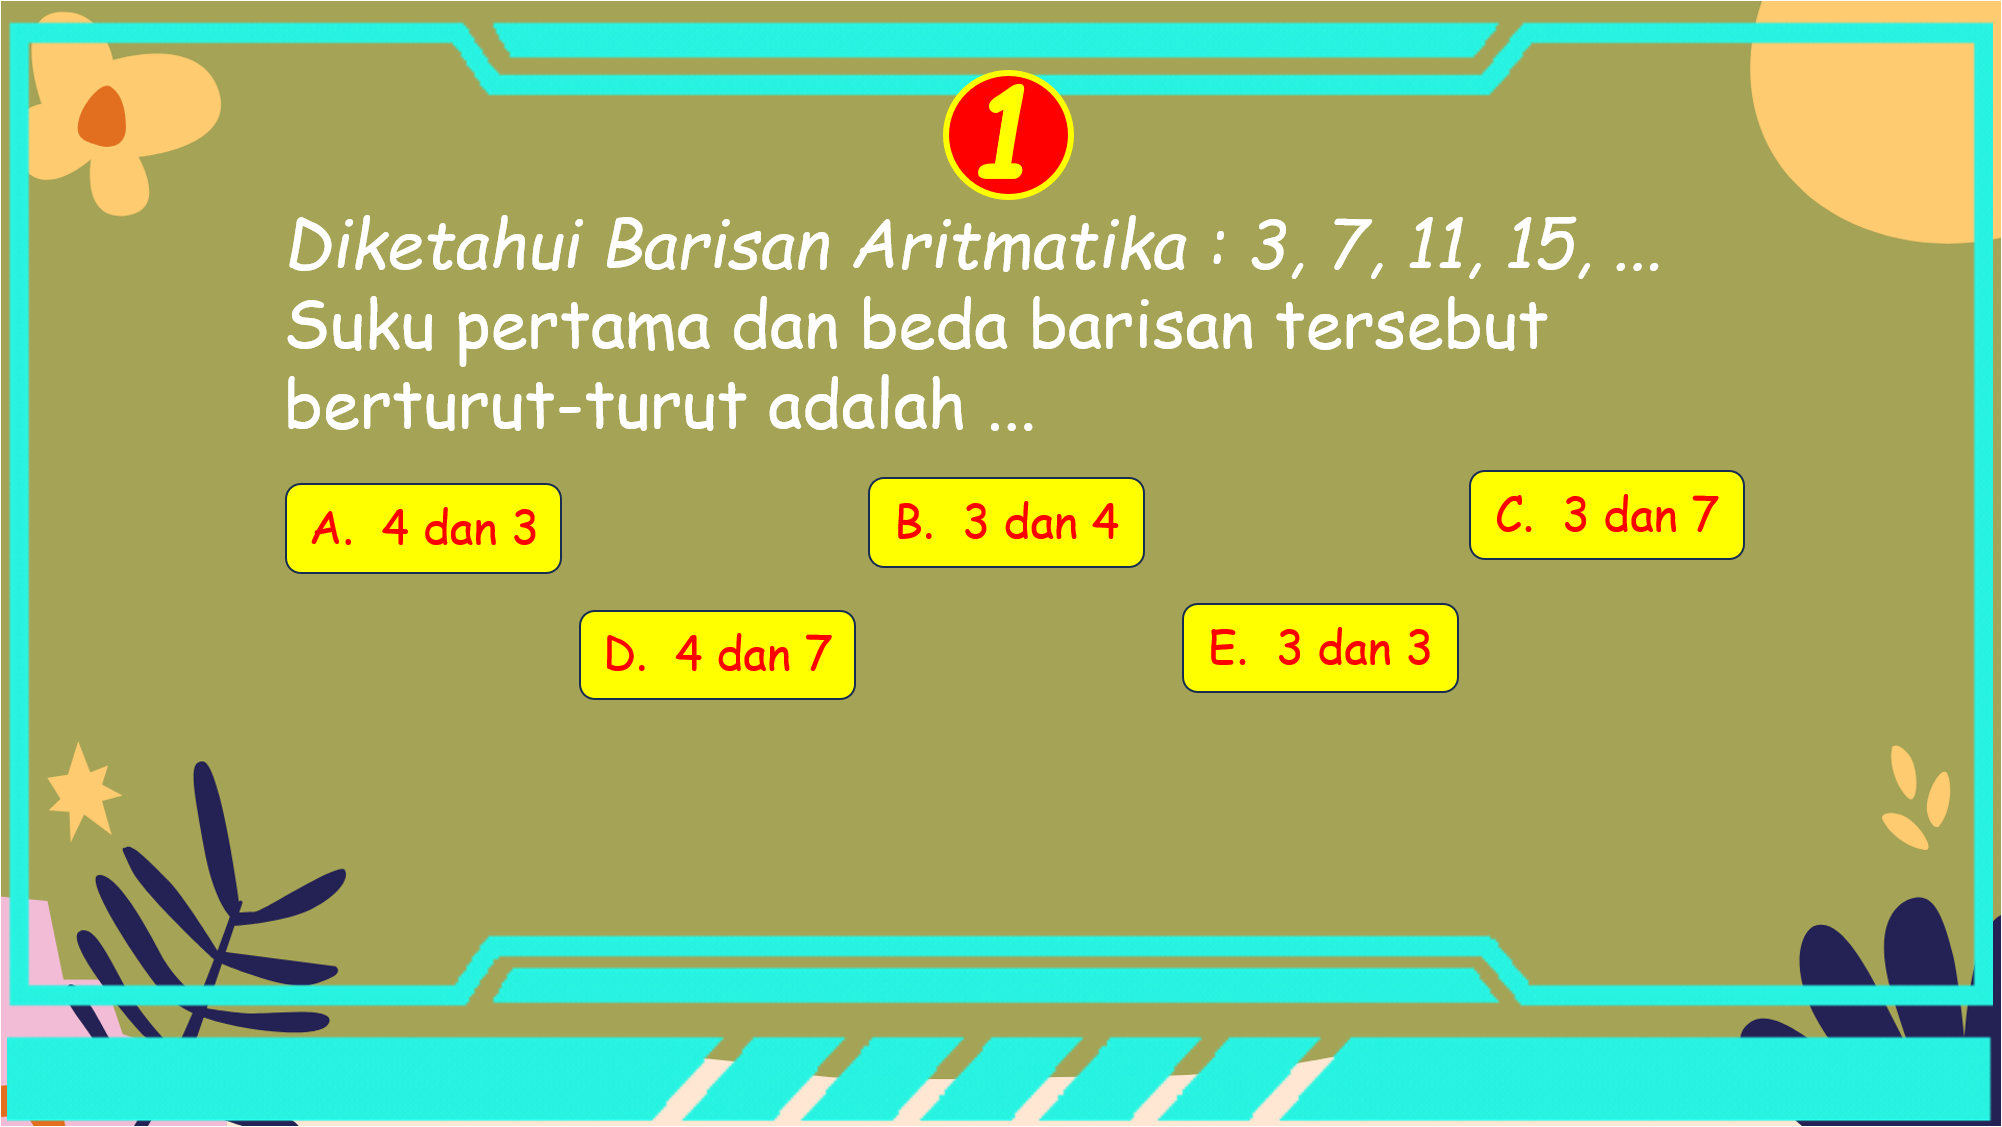 1
Diketahui Barisan Aritmatika : 3, 7, 11, 15, ...
Suku pertama dan beda barisan tersebut
berturut-turut adalah ...
A. 4 dan 3
B. 3 dan 4
C. 3 dan 7
D. 4 dan 7
E. 3 dan 3